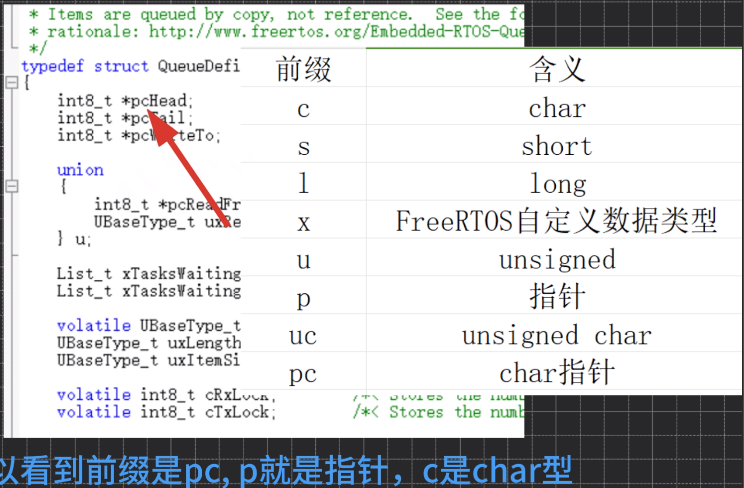 * Items are queued by copy, not reference. See the fo
* rationale: http://www.freertos.org/Embedded-RTOS-Que
*/
typedef struct QueueDefi
{
int8_t *pcHead;
int8_t *pcTail;
int8_t *pcWriteTo;
union
{
int8_t *pcReadFr
UBaseType_t uxRe
} u;
List_t xTasksWaiting
List_t xTasksWaiting
volatile UBaseType_t
UBaseType_t uxLength
UBaseType_t uxItemSi
volatile int8_t cRxLock; /*< Stores the numb
volatile int8_t cTxLock; /*< Stores the numb
前缀 含义
c char
s short
l long
x FreeRTOS自定义数据类型
u unsigned
p 指针
uc unsigned char
pc char指针
以看到前缀是pc, p就是指针，c是char型